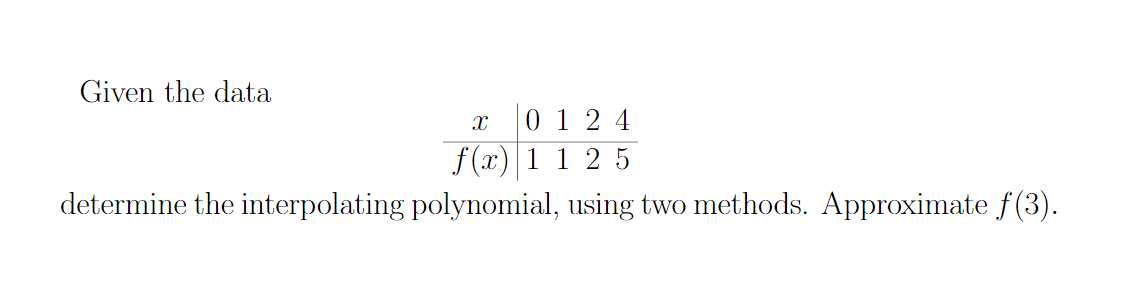 Given the data
x 0 1 2 4
f(x) 1 1 2 5
determine the interpolating polynomial, using two methods. Approximate f(3).